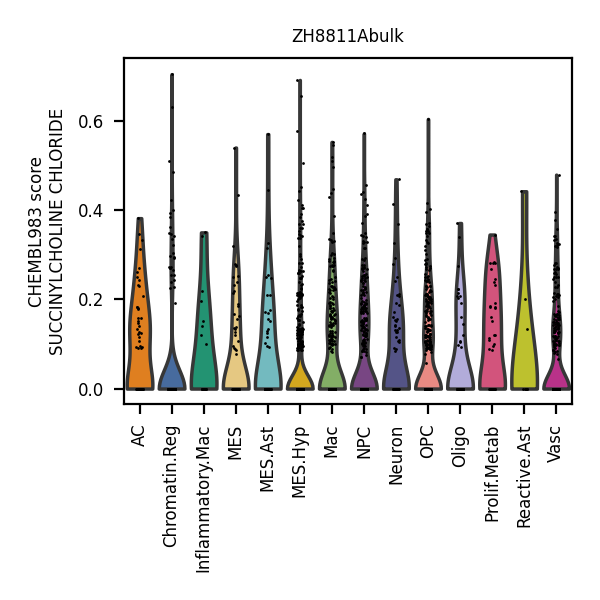 ZH8811Abulk
CHEMBL983 score
SUCCINYLCHOLINE CHLORIDE
0.6
0.4
0.2
0.0
AC
Chromatin.Reg
Inflammatory.Mac
MES
MES.Ast
MES.Hyp
Mac
NPC
Neuron
OPC
Oligo
Prolif.Metab
Reactive.Ast
Vasc